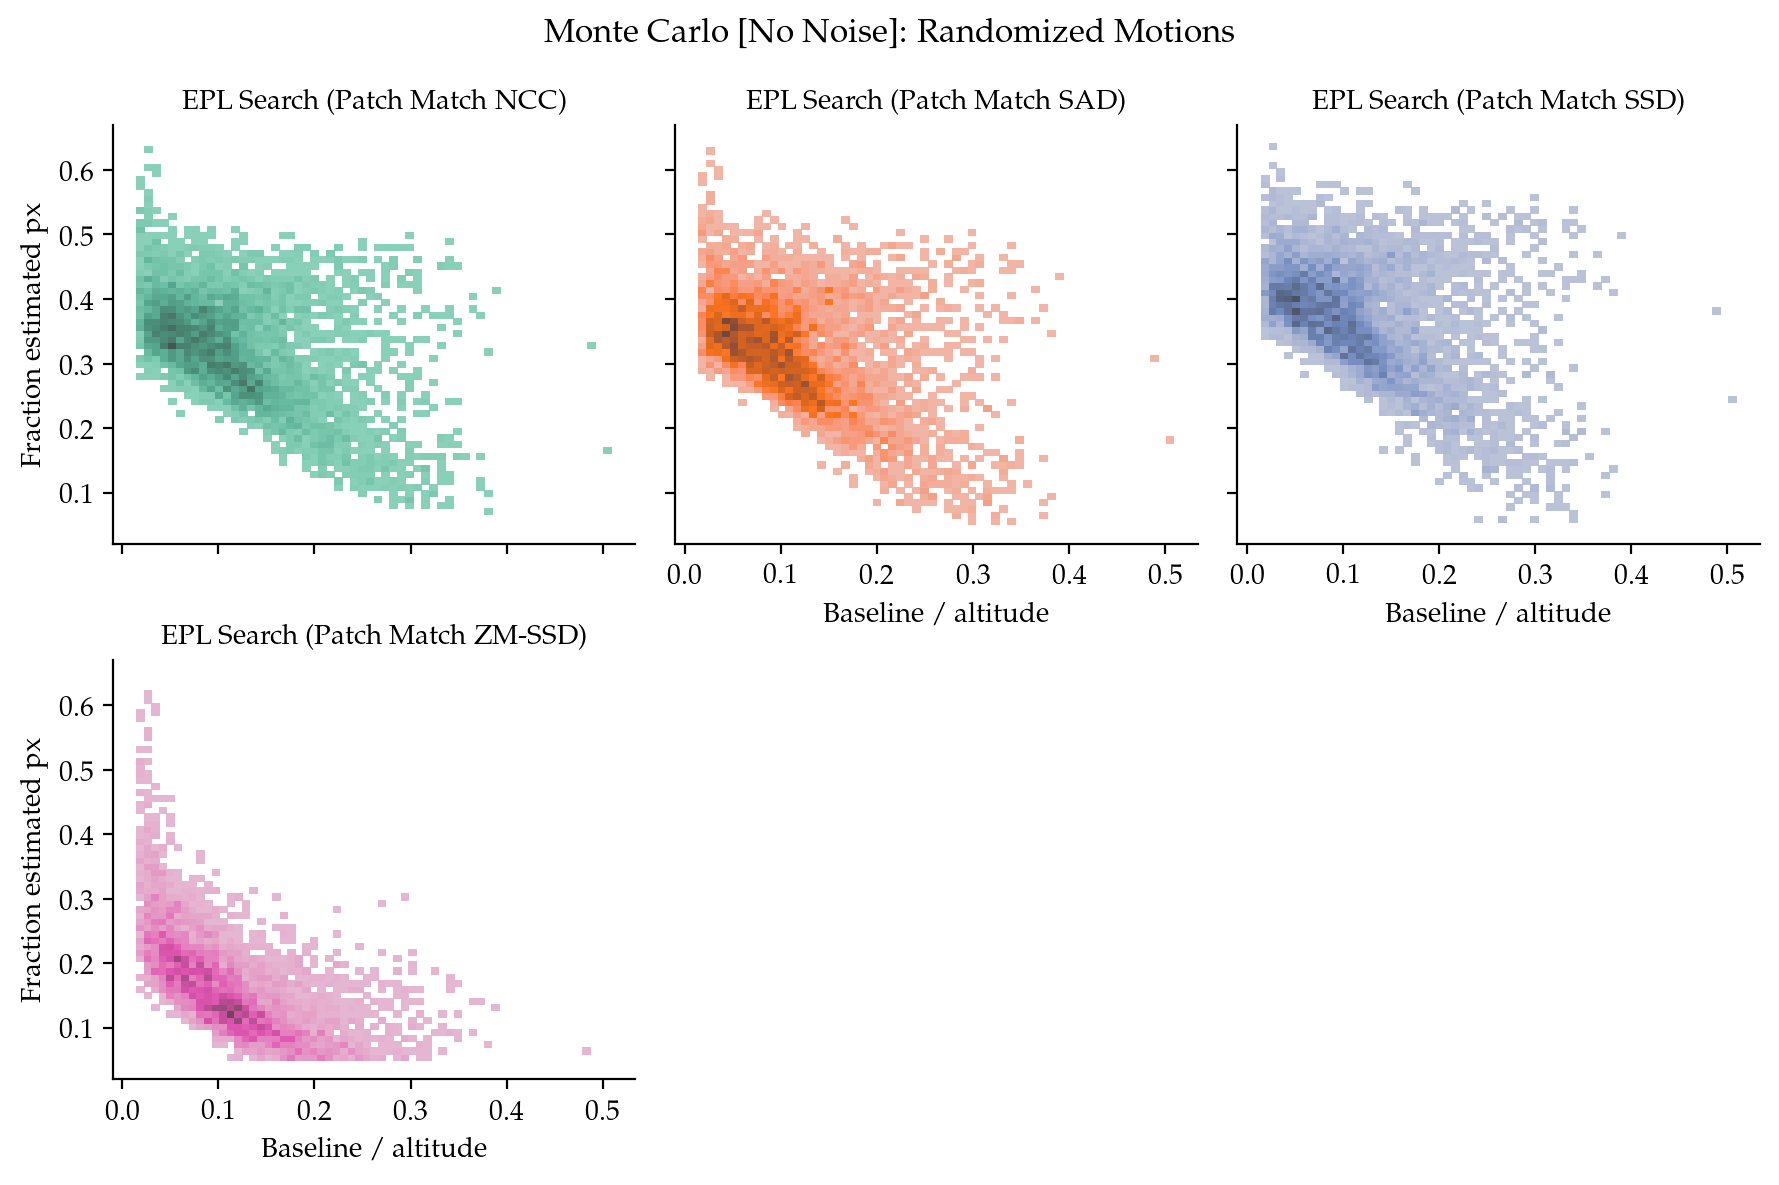 Monte Carlo [No Noise]: Randomized Motions
EPL Search (Patch Match NCC)
EPL Search (Patch Match SAD)
EPL Search (Patch Match SSD)
Fraction estimated px
0.6
0.5
0.4
0.3
0.2
0.1
0.0 0.1 0.2 0.3 0.4 0.5
Baseline / altitude
0.0 0.1 0.2 0.3 0.4 0.5
Baseline / altitude
EPL Search (Patch Match ZM-SSD)
Fraction estimated px
0.6
0.5
0.4
0.3
0.2
0.1
0.0 0.1 0.2 0.3 0.4 0.5
Baseline / altitude